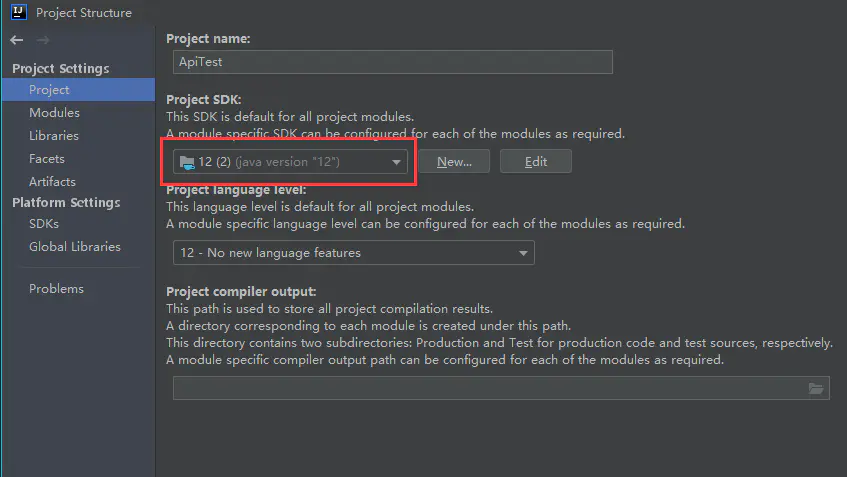 IJ Project Structure
Project Settings
Project
Modules
Libraries
Facets
Artifacts
Platform Settings
SDKs
Global Libraries
Problems
Project name:
ApiTest
Project SDK:
This SDK is default for all project modules.
A module specific SDK can be configured for each of the modules as required.
12 (2) (java version "12")
New...
Edit
Project language level:
This language level is default for all project modules.
A module specific language level can be configured for each of the modules as required.
12 - No new language features
Project compiler output:
This path is used to store all project compilation results.
A directory corresponding to each module is created under this path.
This directory contains two subdirectories: Production and Test for production code and test sources, respectively.
A module specific compiler output path can be configured for each of the modules as required.